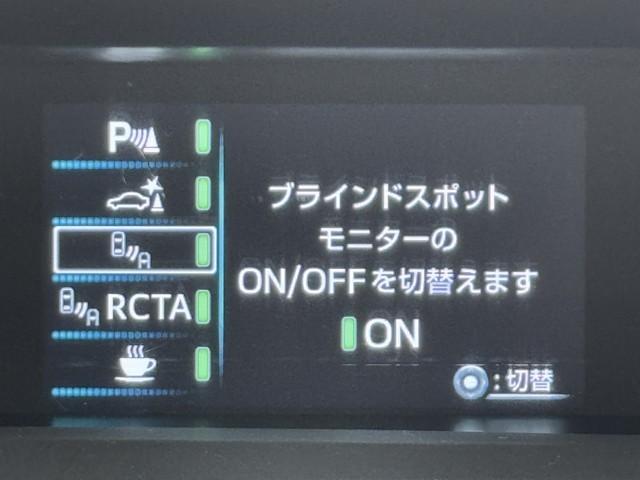 P
RCTA
ブラインドスポット
モニターの
ON/OFFを切替えます
ON
:切替